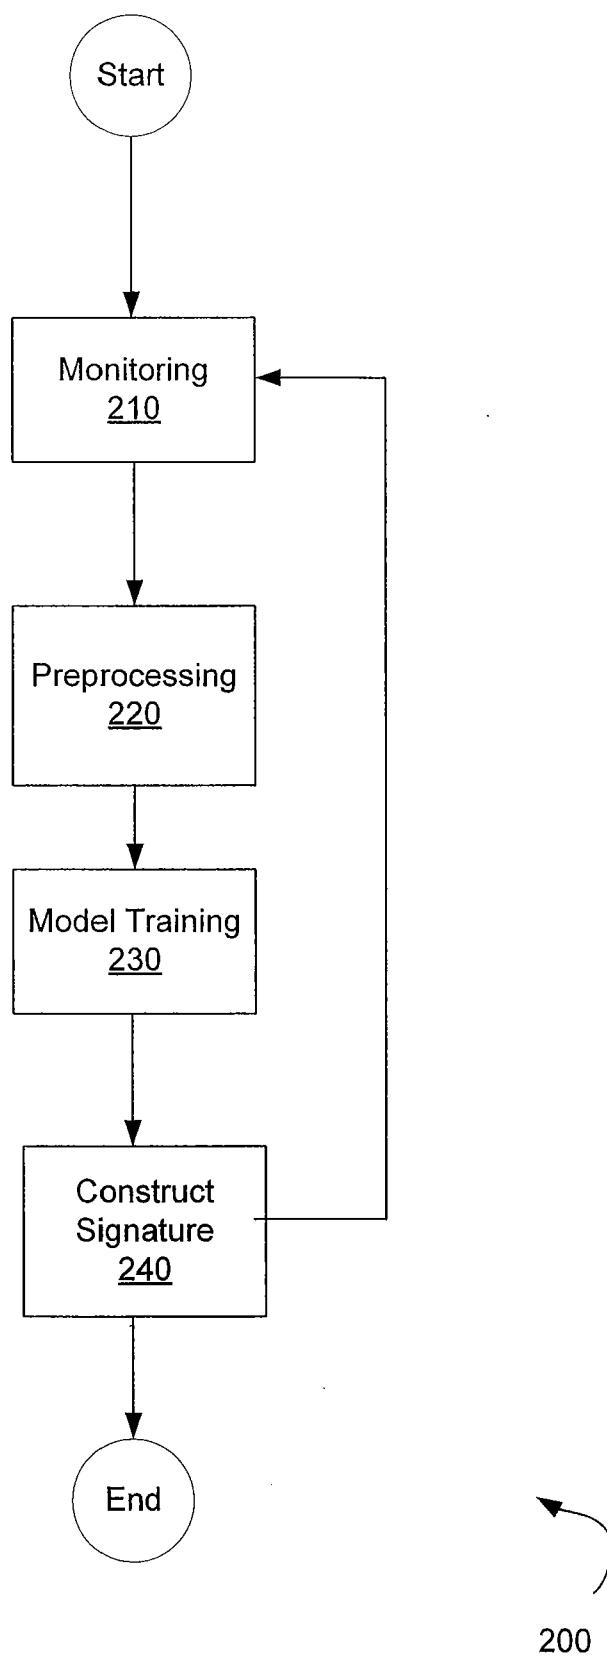 Start
Monitoring
210
Preprocessing
220
Model Training
230
Construct
Signature
240
End
200